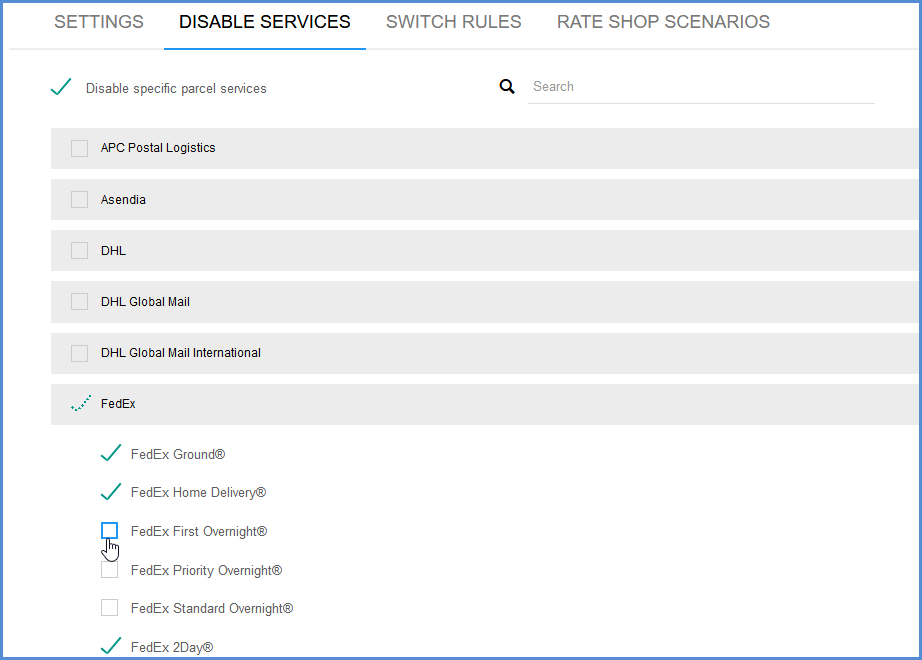 SETTINGS DISABLE SERVICES SWITCH RULES RATE SHOP SCENARIOS
Disable specific parcel services Search
APC Postal Logistics
Asendia
DHL
DHL Global Mail
DHL Global Mail International
FedEx
FedEx Ground®
FedEx Home Delivery®
FedEx First Overnight®
FedEx Priority Overnight®
FedEx Standard Overnight®
FedEx 2Day®